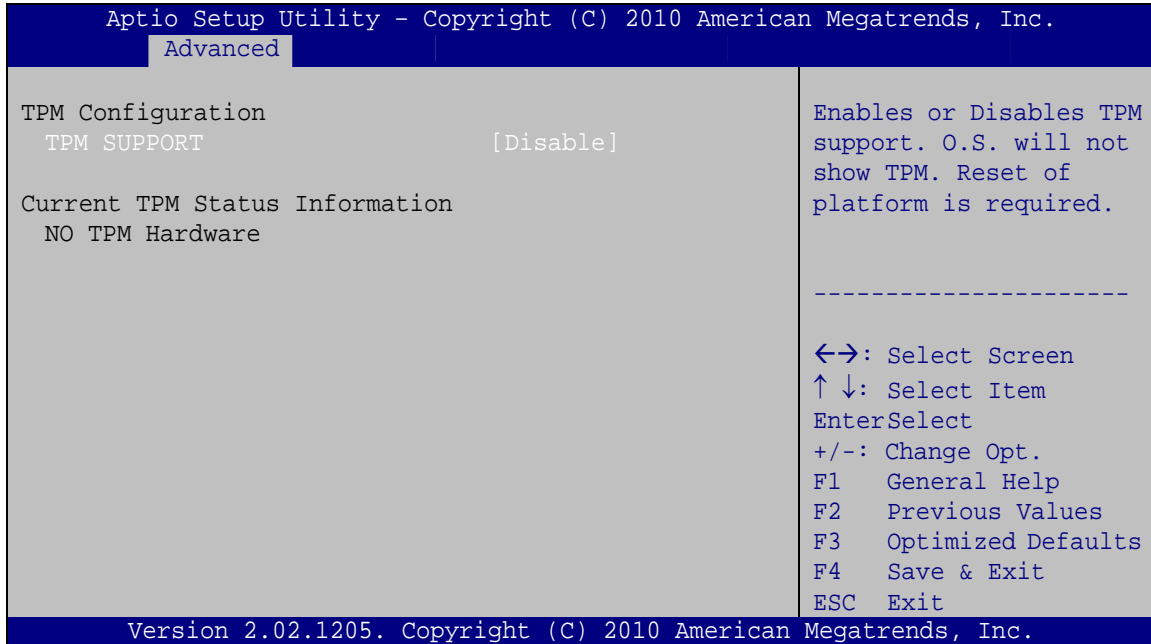 Aptio Setup Utility – Copyright (C) 2010 American Megatrends, Inc.
Advanced
TPM Configuration
TPM SUPPORT [Disable]
Current TPM Status Information
NO TPM Hardware
Enables or Disables TPM
support. O.S. will not
show TPM. Reset of
platform is required.
----------------------
←→: Select Screen
↑ ↓: Select Item
EnterSelect
+/-: Change Opt.
F1 General Help
F2 Previous Values
F3 Optimized Defaults
F4 Save & Exit
ESC Exit
Version 2.02.1205. Copyright (C) 2010 American Megatrends, Inc.